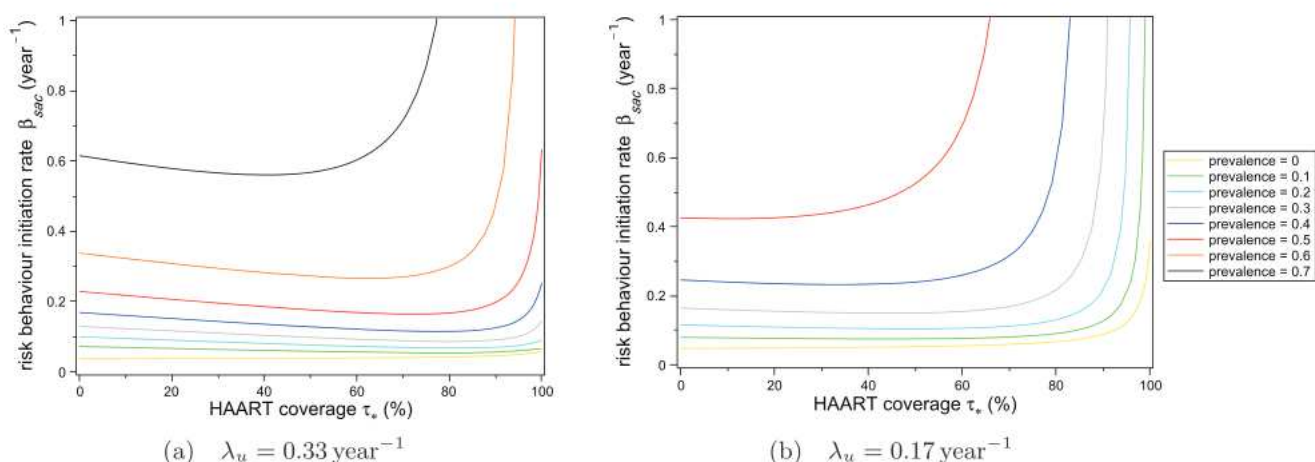 risk behaviour initiation rate β_sac (year⁻¹)
1
0.8
0.6
0.4
0.2
0
0 20 40 60 80 100
HAART coverage τ* (%)
(a) λ_u = 0.33 year⁻¹
risk behaviour initiation rate β_sac (year⁻¹)
1
0.8
0.6
0.4
0.2
0
0 20 40 60 80 100
HAART coverage τ* (%)
(b) λ_u = 0.17 year⁻¹
prevalence = 0
prevalence = 0.1
prevalence = 0.2
prevalence = 0.3
prevalence = 0.4
prevalence = 0.5
prevalence = 0.6
prevalence = 0.7